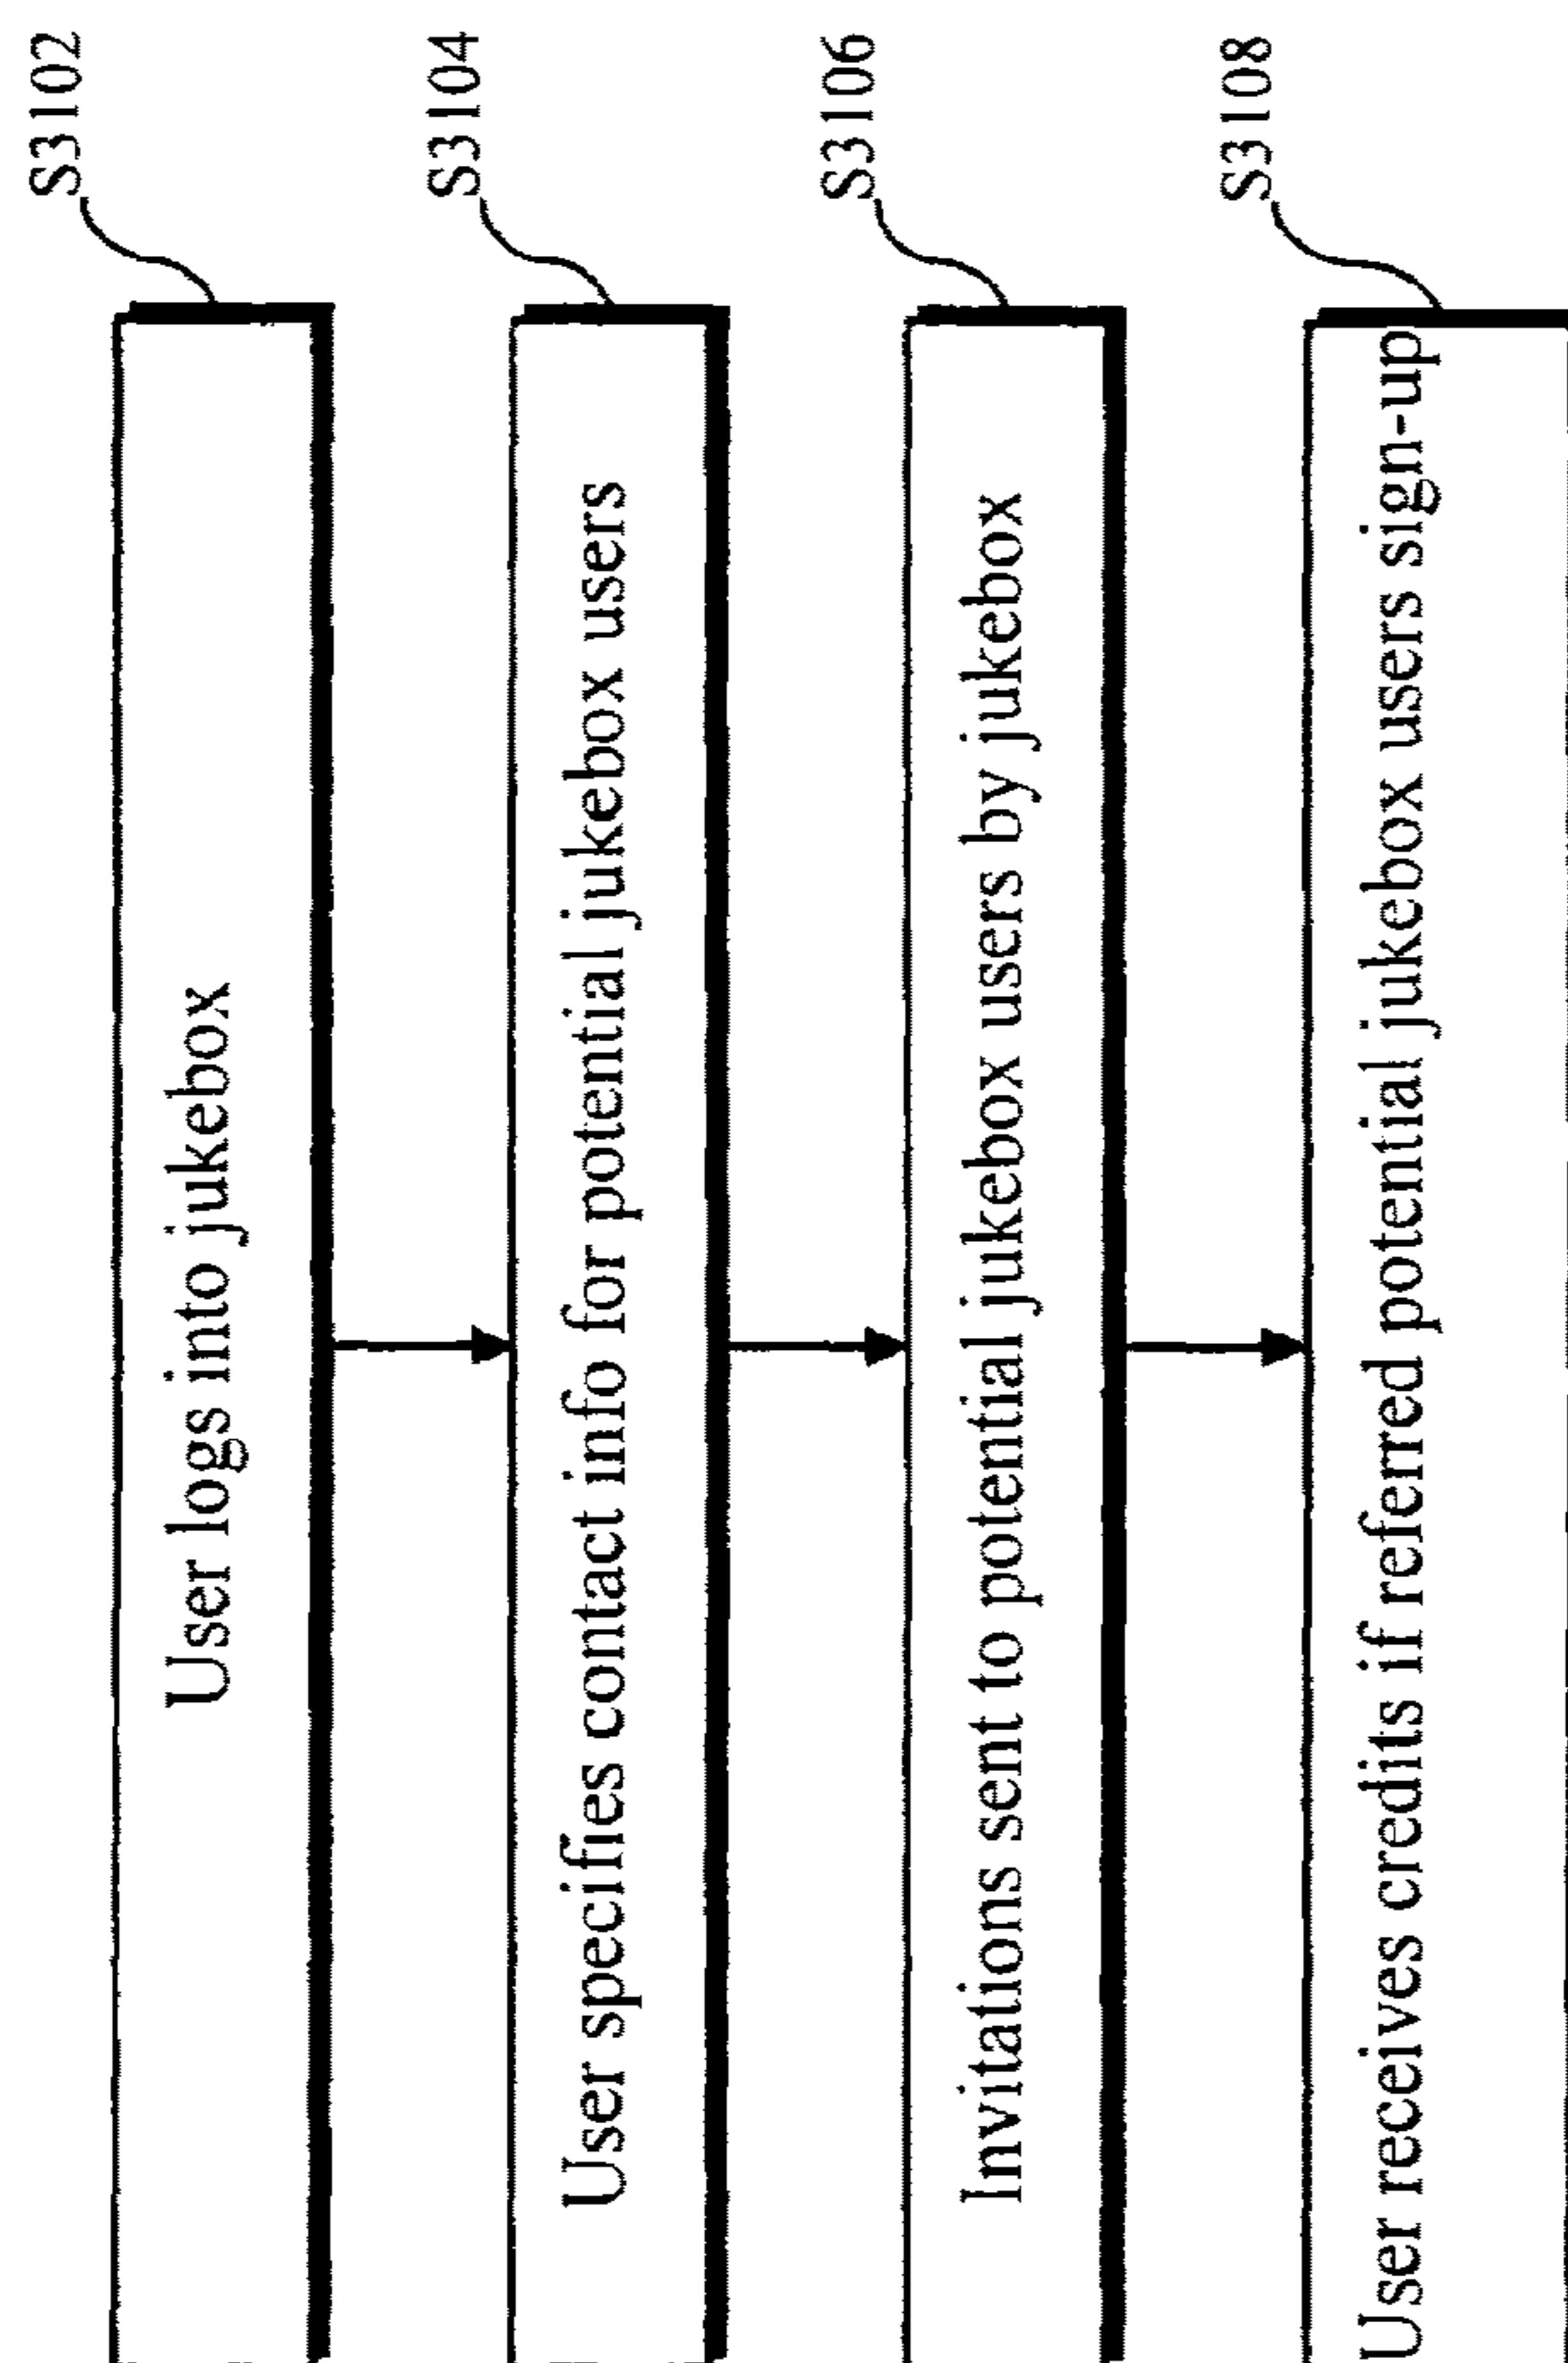 User logs into jukebox
S3102
User specifies contact info for potential jukebox users
S3104
Invitations sent to potential jukebox users by jukebox
S3106
User receives credits if referred potential jukebox users sign-up
S3108